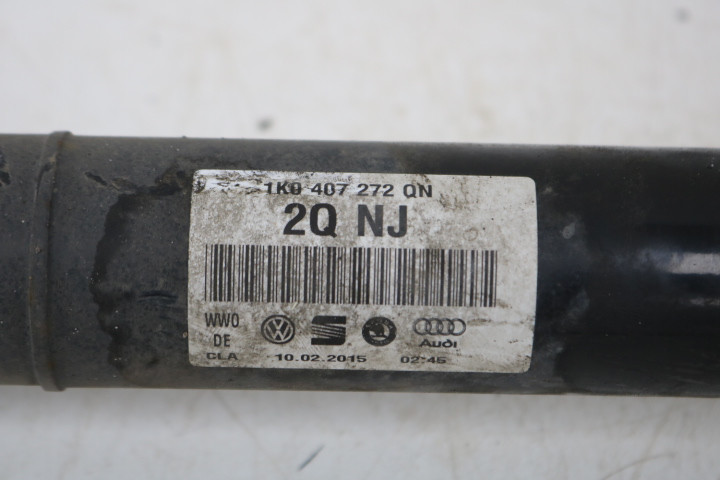 1K0 407 272 QN
2Q NJ
WWO
DE
Audi
CLA 10.02.2015 02:45